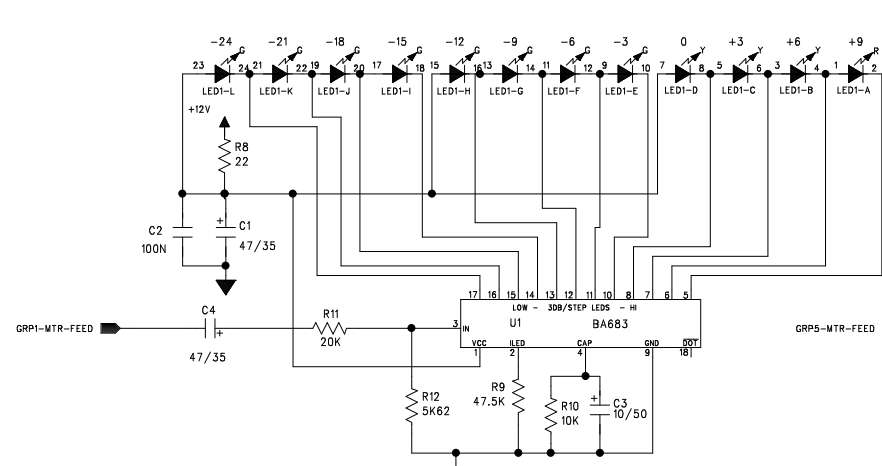 -24 -21 -18 -15 -12 -9 -6 -3 0 +3 +6 +9
G G G G G G G G Y Y Y R
23 24 21 22 19 20 17 18 15 16 13 14 11 12 9 10 7 8 5 6 3 4 1 2
LED1-L LED1-K LED1-J LED1-I LED1-H LED1-G LED1-F LED1-E LED1-D LED1-C LED1-B LED1-A
+12V
R8
22
C2
100N
+ C1
47/35
17 16 15 14 13 12 11 10 8 7 6 5
LOW - 3DB/STEP LEDS - HI
GRP1-MTR-FEED
C4
+
47/35
R11
20K
3 IN
U1 BA683
GRP5-MTR-FEED
VCC ILED CAP GND DOT
1 2 4 9 18
R12
5K62
R9
47.5K
R10
10K
+ C3
10/50